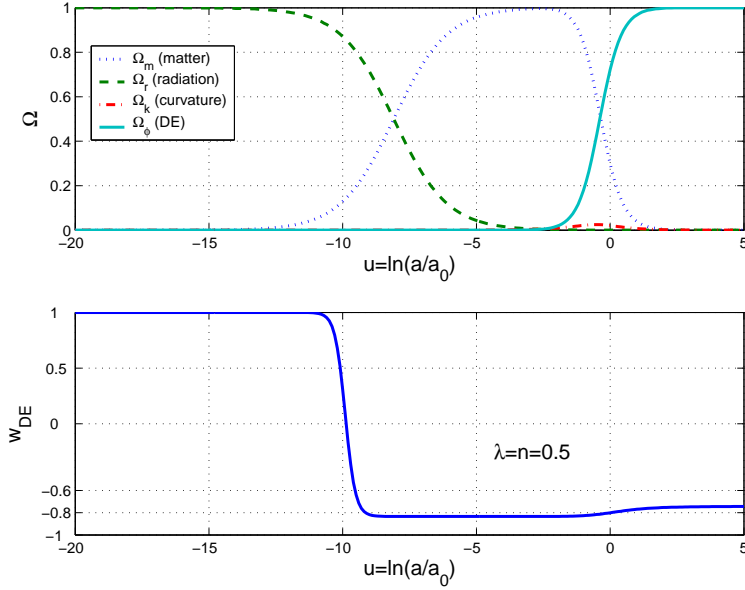 1
0.8
0.6
0.4
0.2
0
Ω
Ω_m (matter)
Ω_r (radiation)
Ω_k (curvature)
Ω_ϕ (DE)
−20 −15 −10 −5 0 5
u=ln(a/a_0)
1
0.5
0
−0.6
−0.8
−1
w_DE
λ=n=0.5
−20 −15 −10 −5 0 5
u=ln(a/a_0)